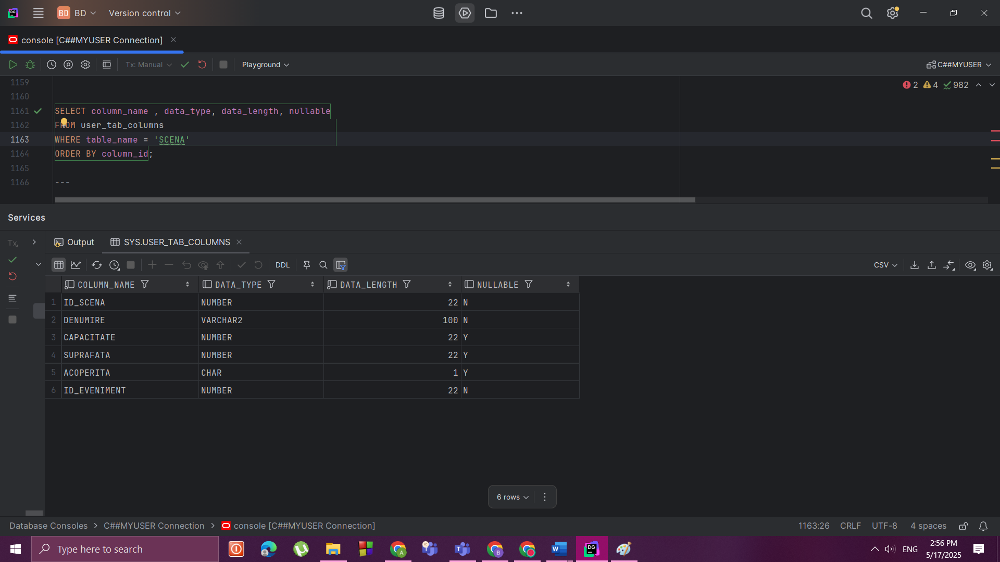 BD BD Version control
console [C##MYUSER Connection]
Tx: Manual Playground C##MYUSER
1159 2 4 982
1160
1161 SELECT column_name , data_type, data_length, nullable
1162 FROM user_tab_columns
1163 WHERE table_name = 'SCENA'
1164 ORDER BY column_id;
1165
1166 ---
Services
Tx Output SYS.USER_TAB_COLUMNS
DDL CSV
COLUMN_NAME DATA_TYPE DATA_LENGTH NULLABLE
1 ID_SCENA NUMBER 22 N
2 DENUMIRE VARCHAR2 100 N
3 CAPACITATE NUMBER 22 Y
4 SUPRAFATA NUMBER 22 Y
5 ACOPERITA CHAR 1 Y
6 ID_EVENIMENT NUMBER 22 N
6 rows
Database Consoles > C##MYUSER Connection > console [C##MYUSER Connection] 1163:26 CRLF UTF-8 4 spaces
Type here to search ENG 2:56 PM
5/17/2025